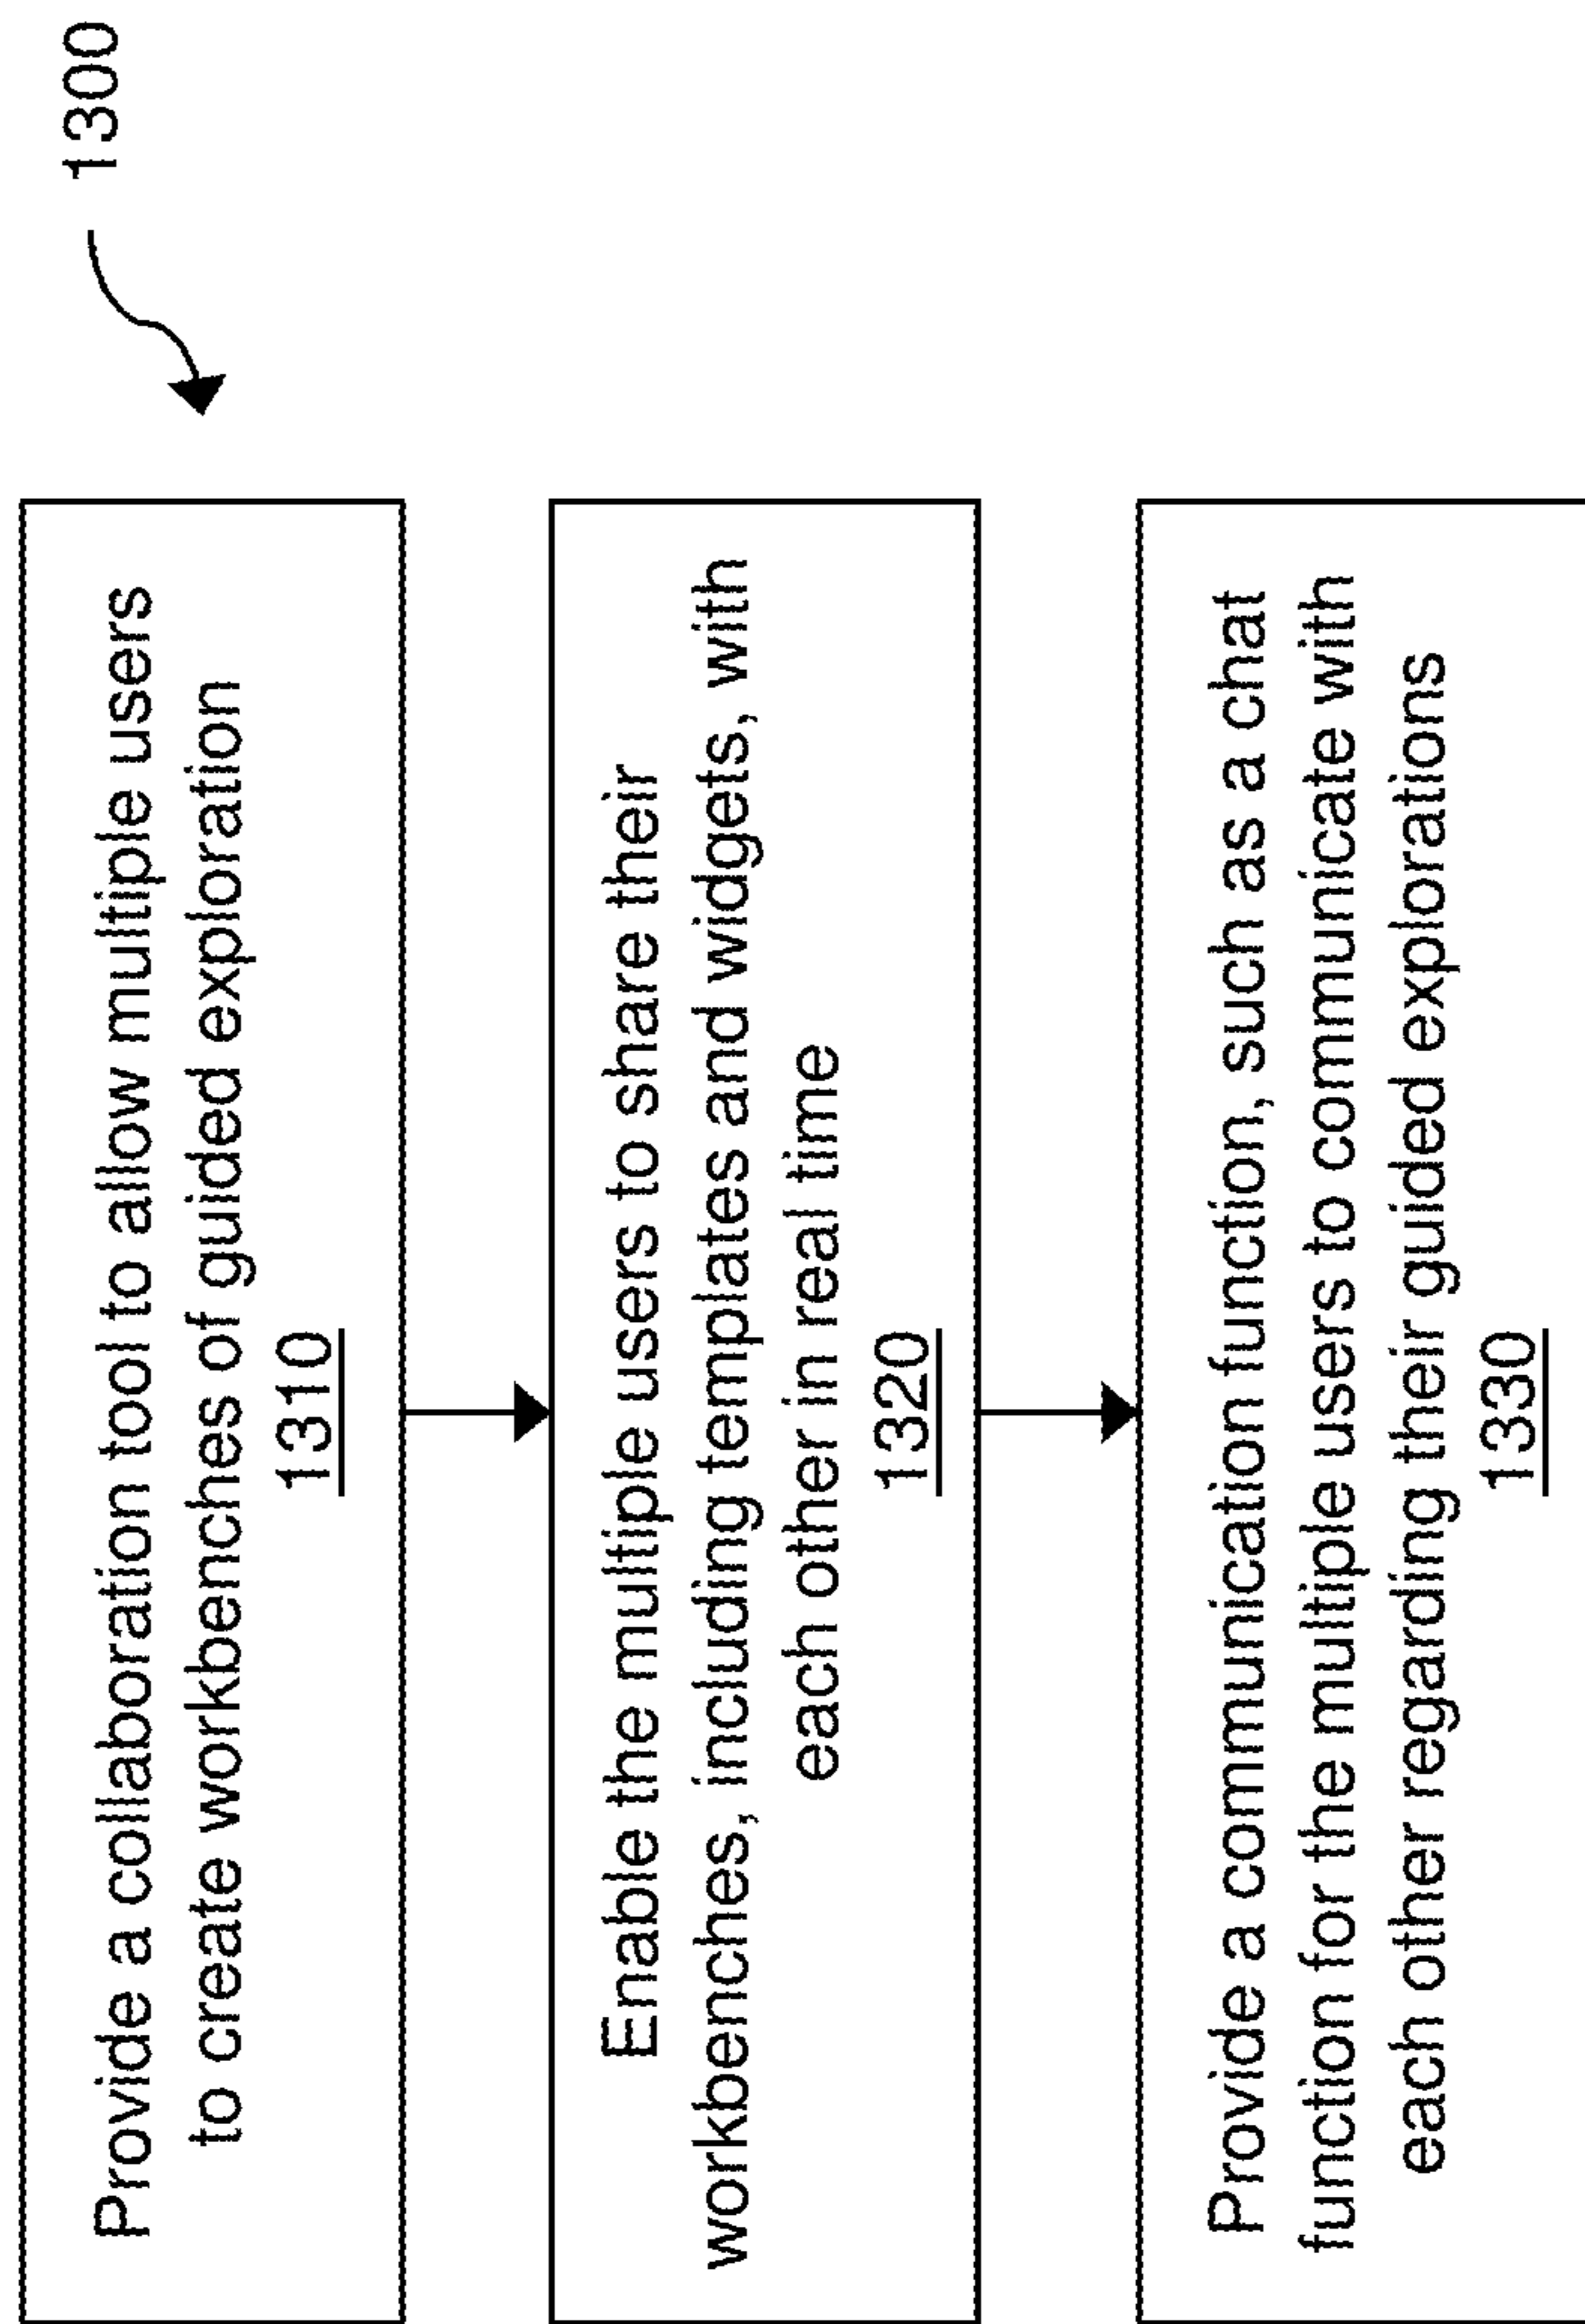 1300
Provide a collaboration tool to allow multiple users
to create workbenches of guided exploration
1310
Enable the multiple users to share their
workbenches, including templates and widgets, with
each other in real time
1320
Provide a communication function, such as a chat
function for the multiple users to communicate with
each other regarding their guided explorations
1330